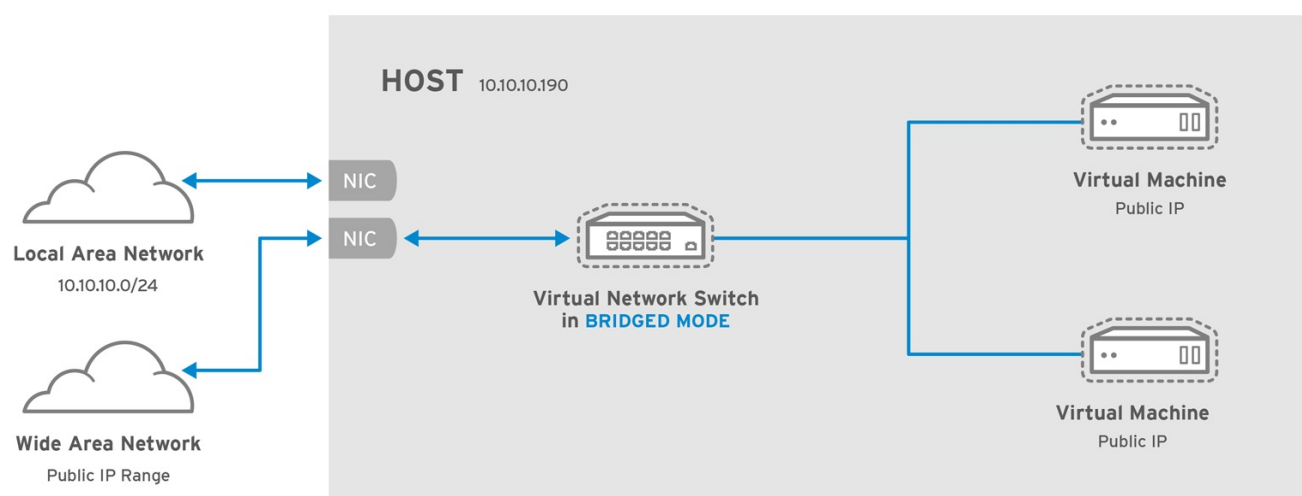 HOST 10.10.10.190
NIC
NIC
Local Area Network
10.10.10.0/24
Wide Area Network
Public IP Range
Virtual Network Switch
in BRIDGED MODE
Virtual Machine
Public IP
Virtual Machine
Public IP